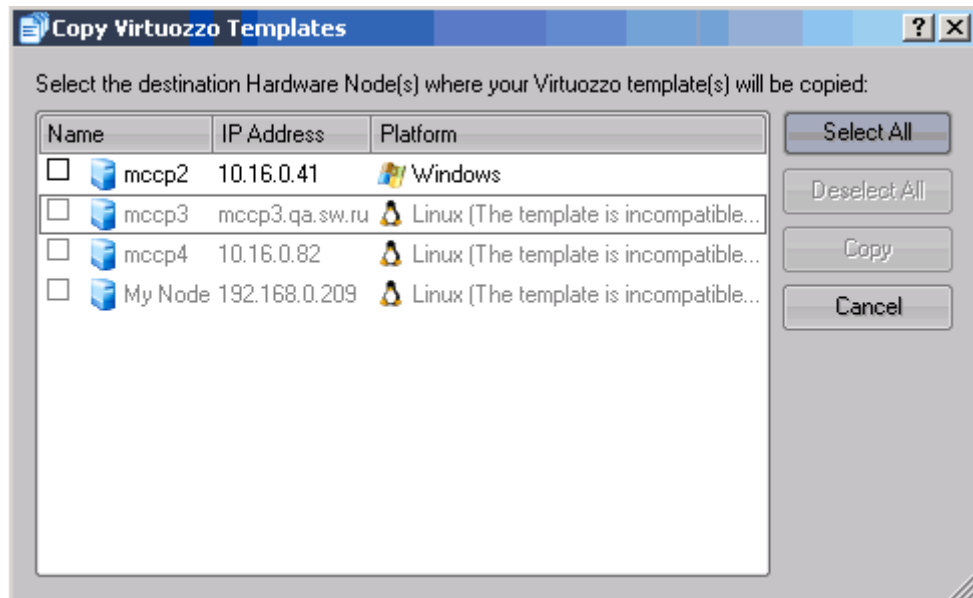 Copy Virtuozzo Templates
Select the destination Hardware Node(s) where your Virtuozzo template(s) will be copied:
Name IP Address Platform
mccp2 10.16.0.41 Windows
mccp3 mccp3.qa.sw.ru Linux (The template is incompatible...
mccp4 10.16.0.82 Linux (The template is incompatible...
My Node 192.168.0.209 Linux (The template is incompatible...
Select All
Deselect All
Copy
Cancel